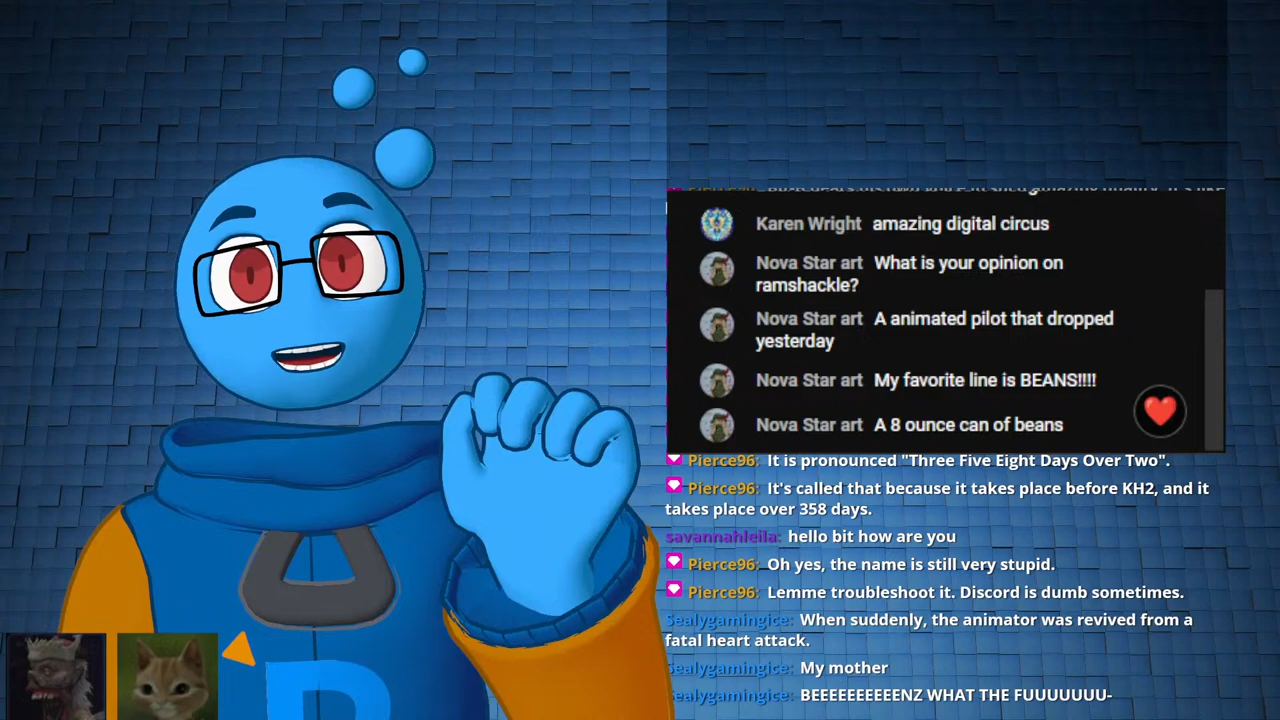 Karen Wright amazing digital circus
Nova Star art What is your opinion on
ramshackle?
Nova Star art A animated pilot that dropped
yesterday
Nova Star art My favorite line is BEANS!!!!
Nova Star art A 8 ounce can of beans
Pierce96: It is pronounced "Three Five Eight Days Over Two".
Pierce96: It's called that because it takes place before KH2, and it
takes place over 358 days.
savannahleila: hello bit how are you
Pierce96: Oh yes, the name is still very stupid.
Pierce96: Lemme troubleshoot it. Discord is dumb sometimes.
Sealygamingice: When suddenly, the animator was revived from a
fatal heart attack.
Sealygamingice: My mother
Sealygamingice: BEEEEEEEEEENZ WHAT THE FUUUUUUU-